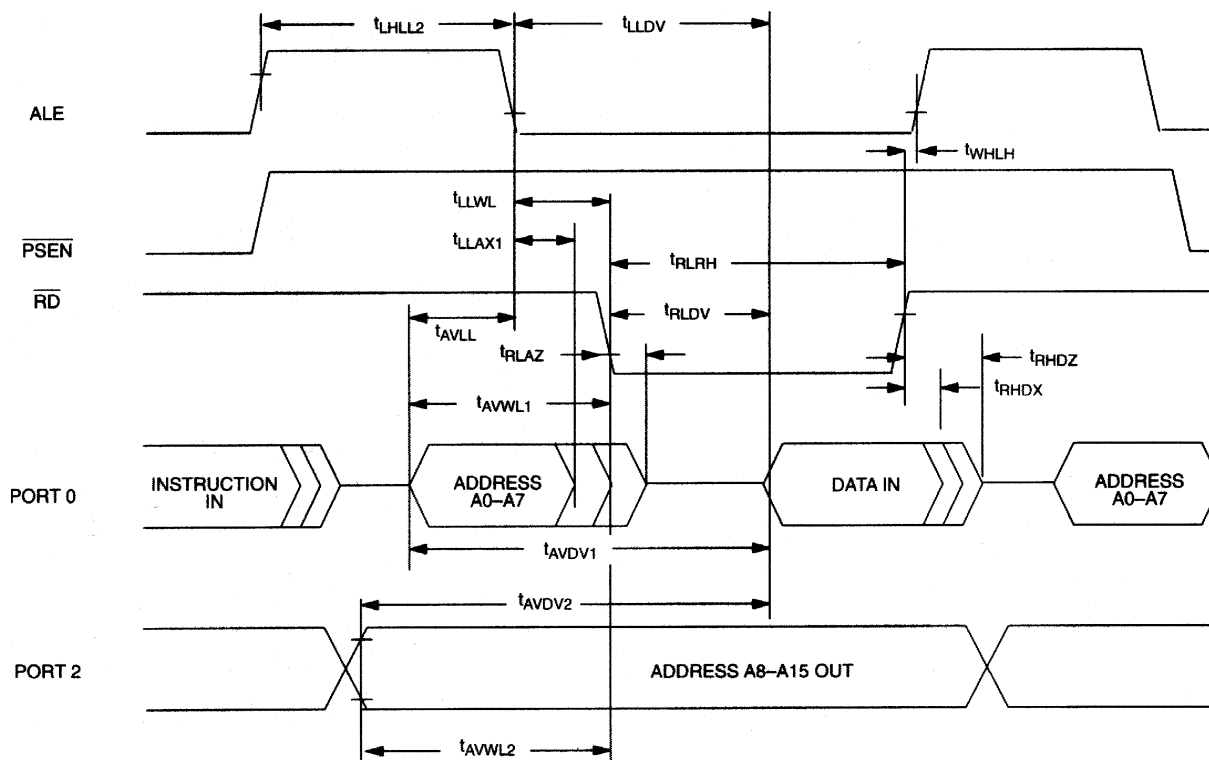 tLHLL2
tLLDV
ALE
tWHLH
tLLWL
PSEN
tLLAX1
tRLRH
RD
tRLDV
tAVLL
tRLAZ
tRHDZ
tRHDX
tAVWL1
PORT 0
INSTRUCTION
IN
ADDRESS
A0–A7
DATA IN
ADDRESS
A0–A7
tAVDV1
tAVDV2
PORT 2
ADDRESS A8–A15 OUT
tAVWL2